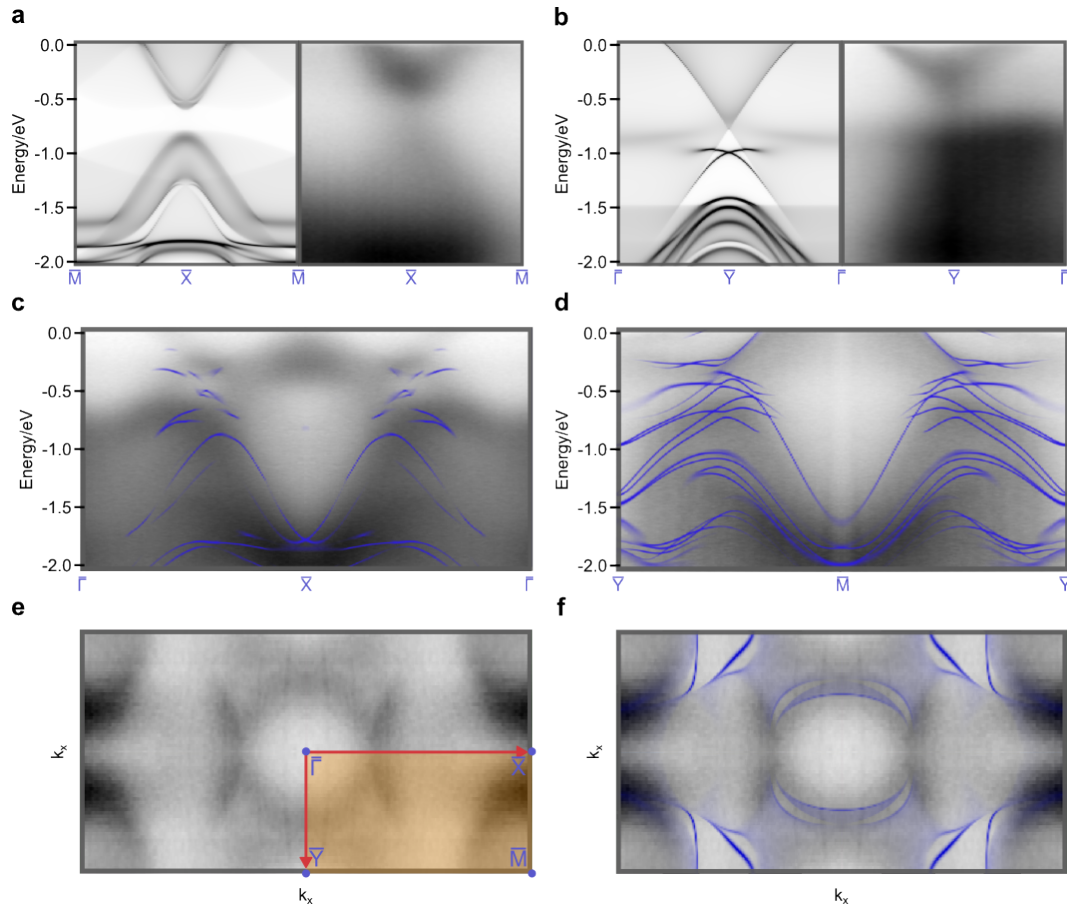 a
b
Energy/eV
0.0
-0.5
-1.0
-1.5
-2.0
M̅ X̅ M̅ X̅ M̅
Energy/eV
0.0
-0.5
-1.0
-1.5
-2.0
Γ̅ Y̅ Γ̅ Y̅ Γ̅
c
d
Energy/eV
0.0
-0.5
-1.0
-1.5
-2.0
Γ̅ X̅ Γ̅
Energy/eV
0.0
-0.5
-1.0
-1.5
-2.0
Y̅ M̅ Y̅
e
f
kₓ
Γ̅ X̅
Y̅ M̅
kₓ
kₓ
kₓ